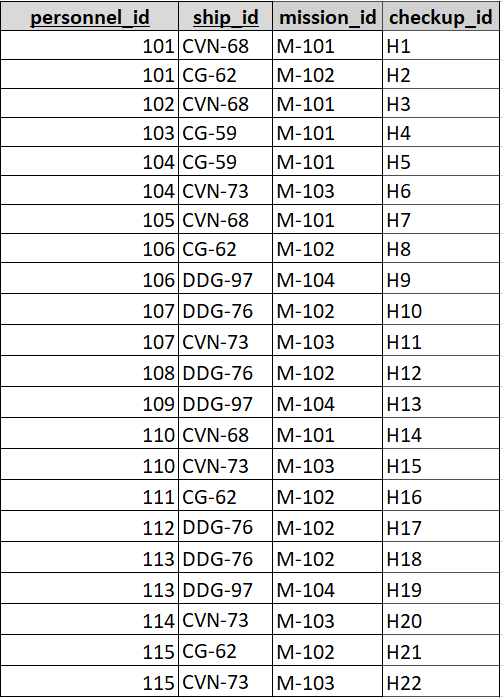 personnel_id ship_id mission_id checkup_id
101 CVN-68 M-101 H1
101 CG-62 M-102 H2
102 CVN-68 M-101 H3
103 CG-59 M-101 H4
104 CG-59 M-101 H5
104 CVN-73 M-103 H6
105 CVN-68 M-101 H7
106 CG-62 M-102 H8
106 DDG-97 M-104 H9
107 DDG-76 M-102 H10
107 CVN-73 M-103 H11
108 DDG-76 M-102 H12
109 DDG-97 M-104 H13
110 CVN-68 M-101 H14
110 CVN-73 M-103 H15
111 CG-62 M-102 H16
112 DDG-76 M-102 H17
113 DDG-76 M-102 H18
113 DDG-97 M-104 H19
114 CVN-73 M-103 H20
115 CG-62 M-102 H21
115 CVN-73 M-103 H22